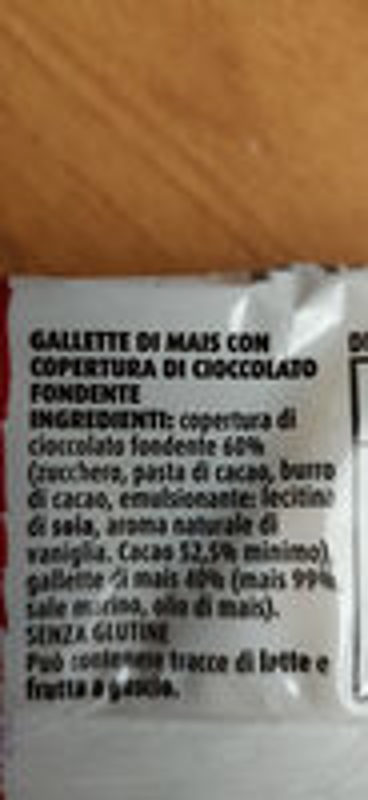 GALLETTE DI MAIS CON
COPERTURA DI CIOCCOLATO
FONDENTE
INGREDIENTI: copertura di
cioccolato fondente 60%
(zucchero, pasta di cacao, burro
di cacao, emulsionante: lecitina
di soia, aroma naturale di
vaniglia. Cacao 52,5% minimo),
gallette di mais 40% (mais 99%,
sale marino, olio di mais).
SENZA GLUTINE
Può contenere tracce di latte e
frutta a guscio.